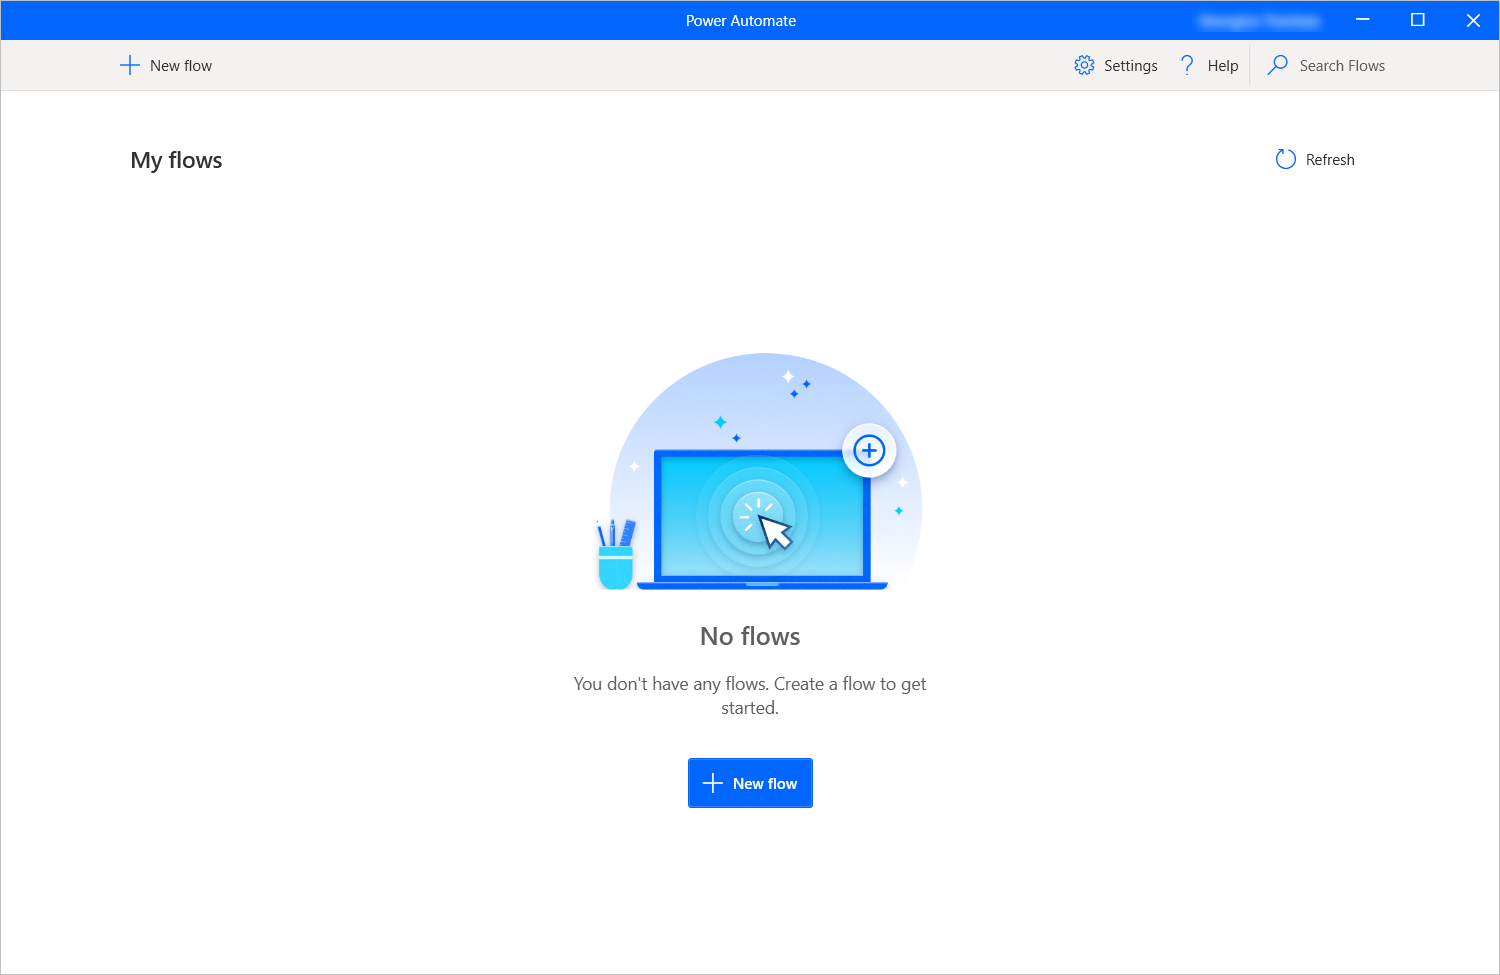 Power Automate
New flow
Settings
Help
Search Flows
My flows
Refresh
No flows
You don't have any flows. Create a flow to get
started.
New flow